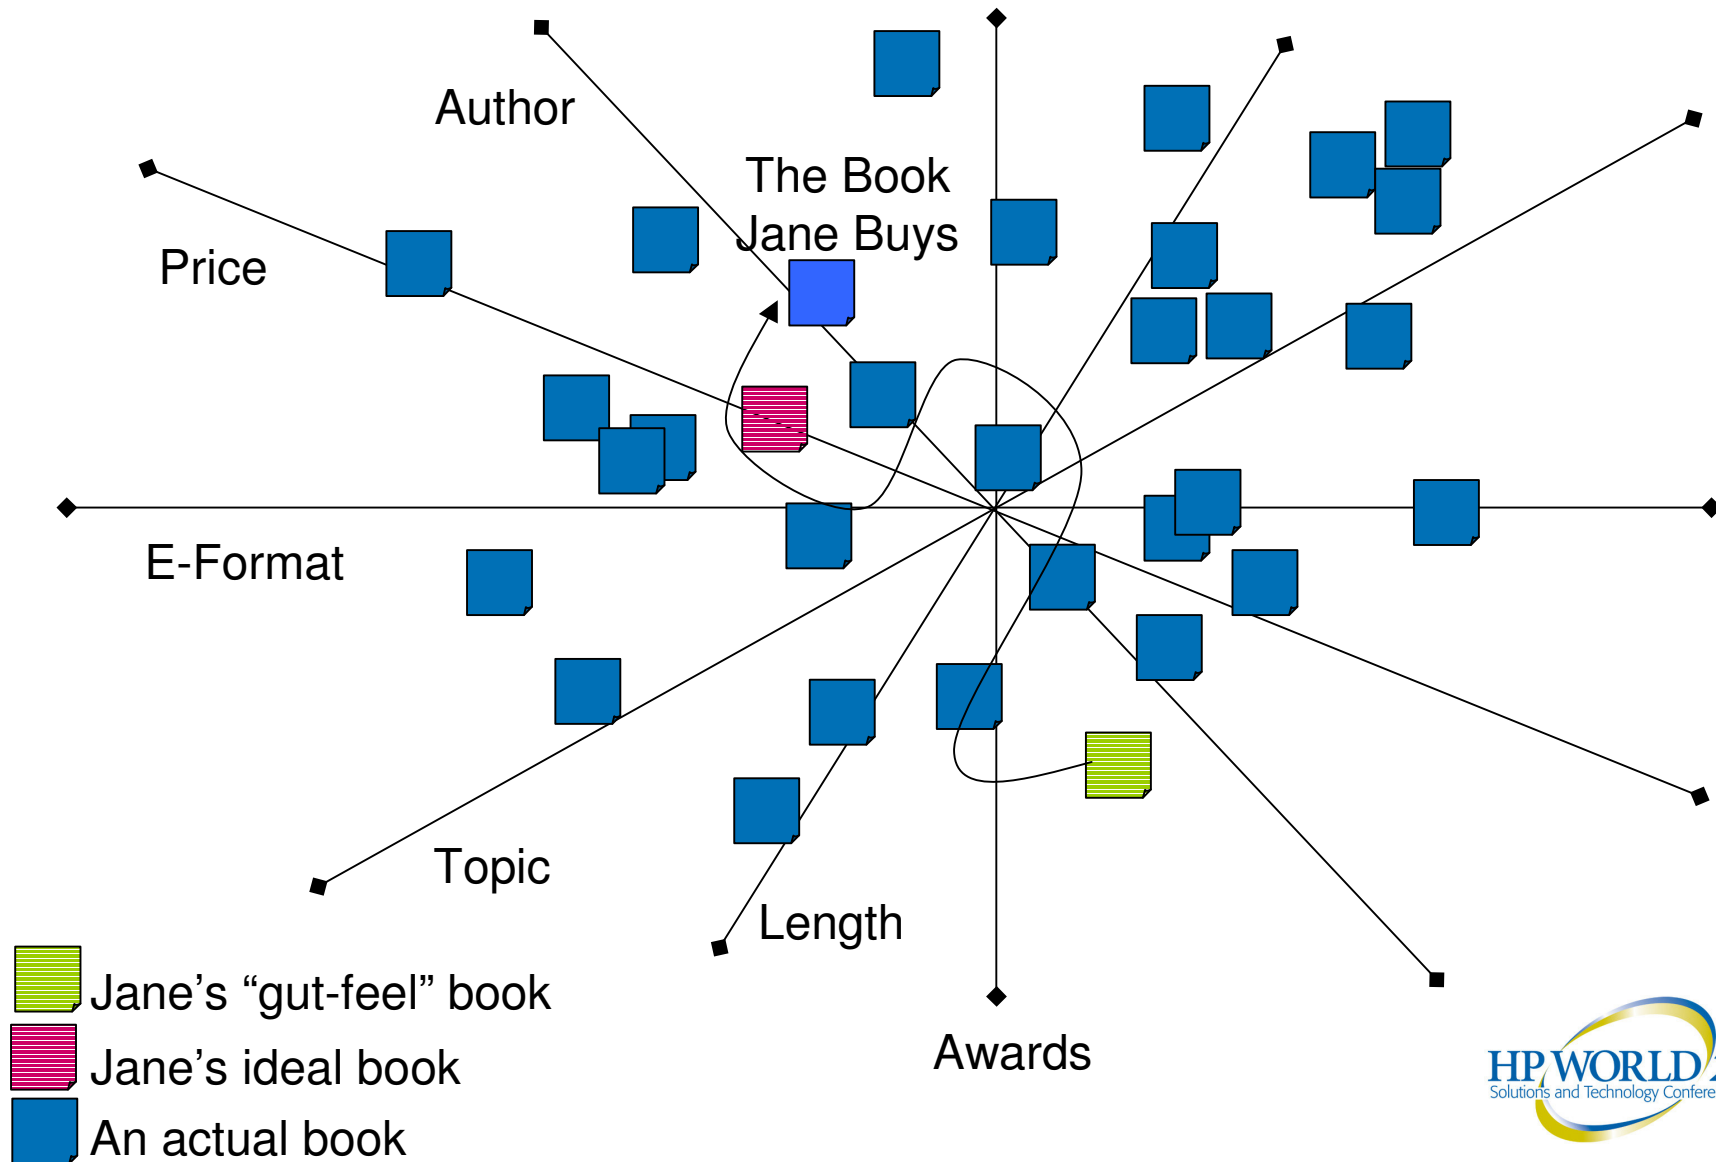 Author
The Book
Jane Buys
Price
E-Format
Topic
Length
Awards
Jane’s “gut-feel” book
Jane’s ideal book
An actual book
HP WORLD
Solutions and Technology